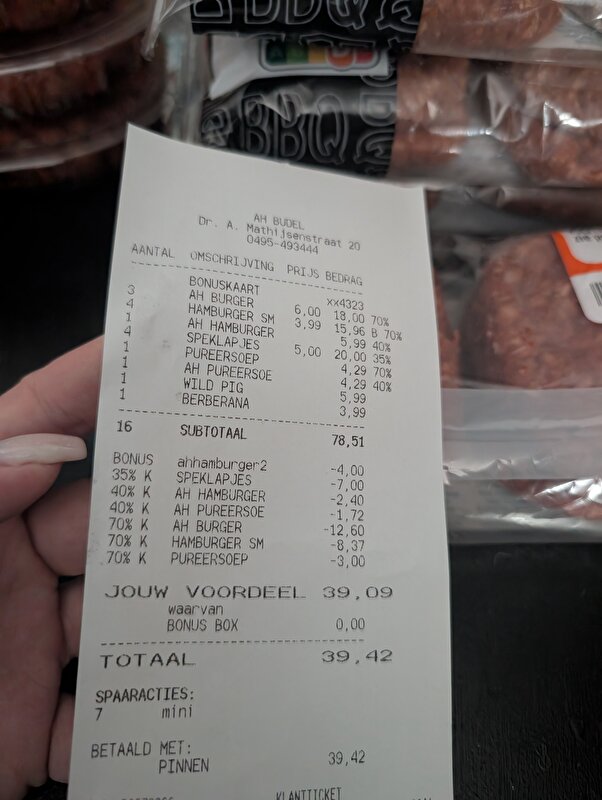 BBQ
BBQ
AH BUDEL
Dr. A. Mathijsenstraat 20
0495-493444
AANTAL OMSCHRIJVING PRIJS BEDRAG
BONUSKAART xx4323
3 AH BURGER 6,00 18,00 70%
4 HAMBURGER SM 3,99 15,96 B 70%
1 AH HAMBURGER 5,99 40%
4 SPEKLAPJES 5,00 20,00 35%
1 PUREERSOEP 4,29 70%
1 AH PUREERSOE 4,29 40%
1 WILD PIG 5,99
1 BERBERANA 3,99
16 SUBTOTAAL 78,51
BONUS ahhamburger2 -4,00
35% K SPEKLAPJES -7,00
40% K AH HAMBURGER -2,40
40% K AH PUREERSOE -1,72
70% K AH BURGER -12,60
70% K HAMBURGER SM -8,37
70% K PUREERSOEP -3,00
JOUW VOORDEEL 39,09
waarvan
BONUS BOX 0,00
TOTAAL 39,42
SPAARACTIES:
7 mini
BETAALD MET:
PINNEN 39,42
KLANTTICKET